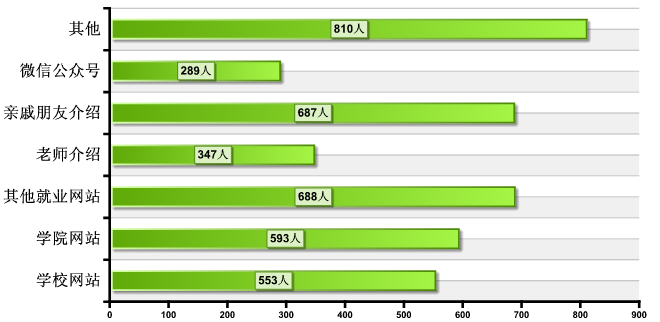 其他
810人
微信公众号
289人
亲戚朋友介绍
687人
老师介绍
347人
其他就业网站
688人
学院网站
593人
学校网站
553人
0 100 200 300 400 500 600 700 800 900